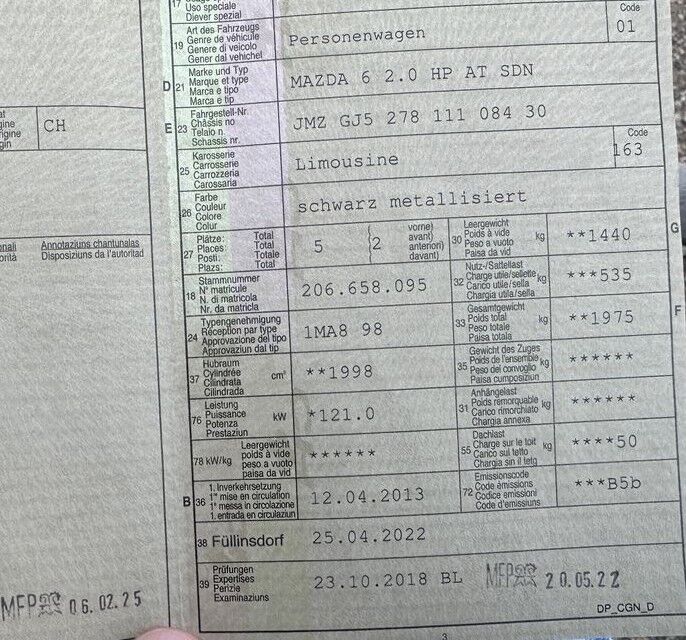 17
Uso speciale
Diever spezial
19
Art des Fahrzeugs
Genre de véhicule
Genere di veicolo
Gener dal vehichel
Personenwagen
Code
01
D
21
Marke und Typ
Marque et type
Marca e tipo
Marca e tip
MAZDA 6 2.0 HP AT SDN
CH
E
23
Fahrgestell-Nr.
Châssis no
Telaio n.
Schassis nr.
JMZ GJ5 278 111 084 30
25
Karosserie
Carrosserie
Carrozzeria
Carossaria
Limousine
Code
163
26
Farbe
Couleur
Colore
Colur
schwarz metallisiert
Annotaziuns chantunalas
Disposiziuns da l'autoritad
27
Plätze: Total
Places: Total
Posti: Totale
Plazs: Total
5
(2
vorne)
avant)
anteriori)
davant)
30
Leergewicht
Poids à vide
Peso a vuoto
Paisa da vid
kg
**1440
G
18
Stammnummer
N° matricule
N. di matricola
Nr. da matricla
206.658.095
32
Nutz-/Sattellast
Charge utile/sellette
Carico utile/sella
Chargia utila/sella
kg
***535
24
Typengenehmigung
Réception par type
Approvazione del tipo
Approvaziun dal tip
1MA8 98
33
Gesamtgewicht
Poids total
Peso totale
Paisa totala
kg
**1975
F
37
Hubraum
Cylindrée
Cilindrata
Cilindrada
cm³
**1998
35
Gewicht des Zuges
Poids de l'ensemble
Peso del convoglio
Paisa cumposiziun
kg
******
76
Leistung
Puissance
Potenza
Prestaziun
kW
*121.0
31
Anhängelast
Poids remorquable
Carico rimorchiato
Chargia annexa
kg
******
78 kW/kg
Leergewicht
poids à vide
peso a vuoto
paisa da vid
******
55
Dachlast
Charge sur le toit
Carico sul tetto
Chargia sin il tetg
kg
****50
B
36
1. Inverkehrsetzung
1re mise en circulation
1a messa in circolazione
1. entrada en circulaziun
12.04.2013
72
Emissionscode
Code émissions
Codice emissioni
Code d'emissiuns
***B5b
38
Füllinsdorf
25.04.2022
39
Prüfungen
Expertises
Perizie
Examinaziuns
23.10.2018 BL
MFP 20.05.22
MFP 06.02.25
DP_CGN_D
3